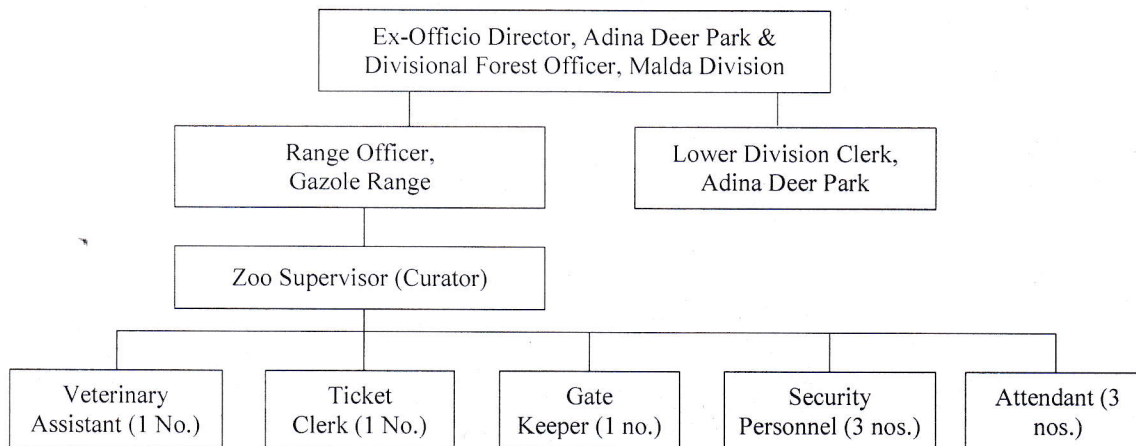 Ex-Officio Director, Adina Deer Park &
Divisional Forest Officer, Malda Division
Range Officer,
Gazole Range
Lower Division Clerk,
Adina Deer Park
Zoo Supervisor (Curator)
Veterinary
Assistant (1 No.)
Ticket
Clerk (1 No.)
Gate
Keeper (1 no.)
Security
Personnel (3 nos.)
Attendant (3
nos.)